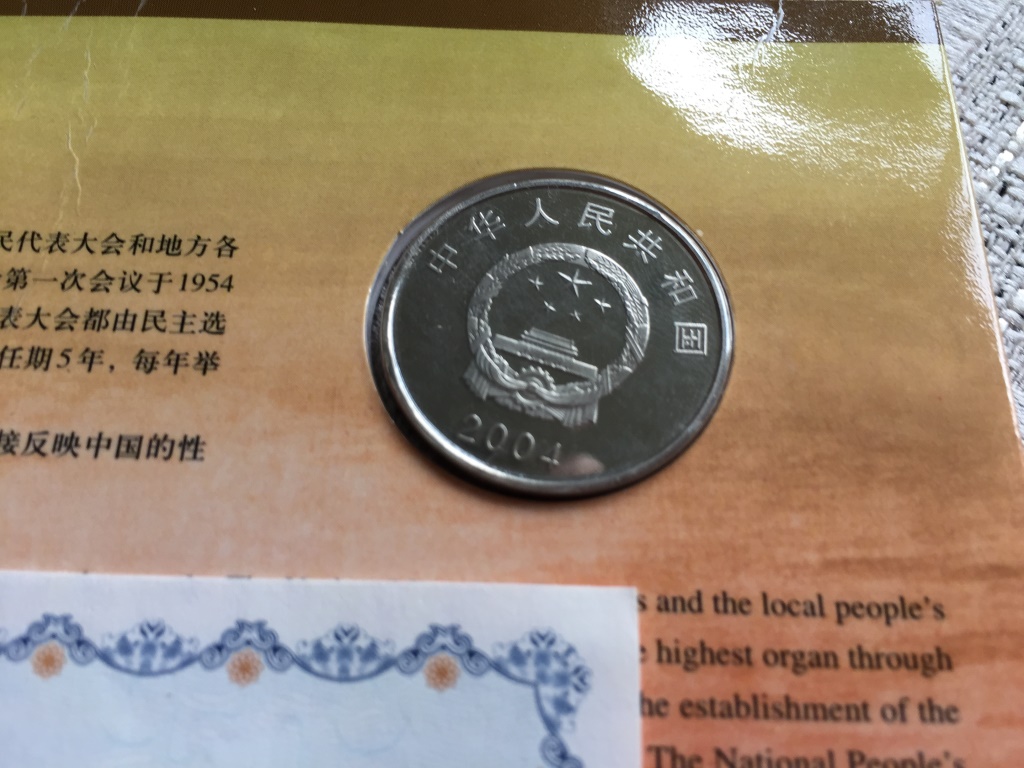 中华人民共和国
2004
民代表大会和地方各
第一次会议于1954
表大会都由民主选
任期5年，每年举
接反映中国的性
s and the local people's
highest organ through
he establishment of the
The National People's